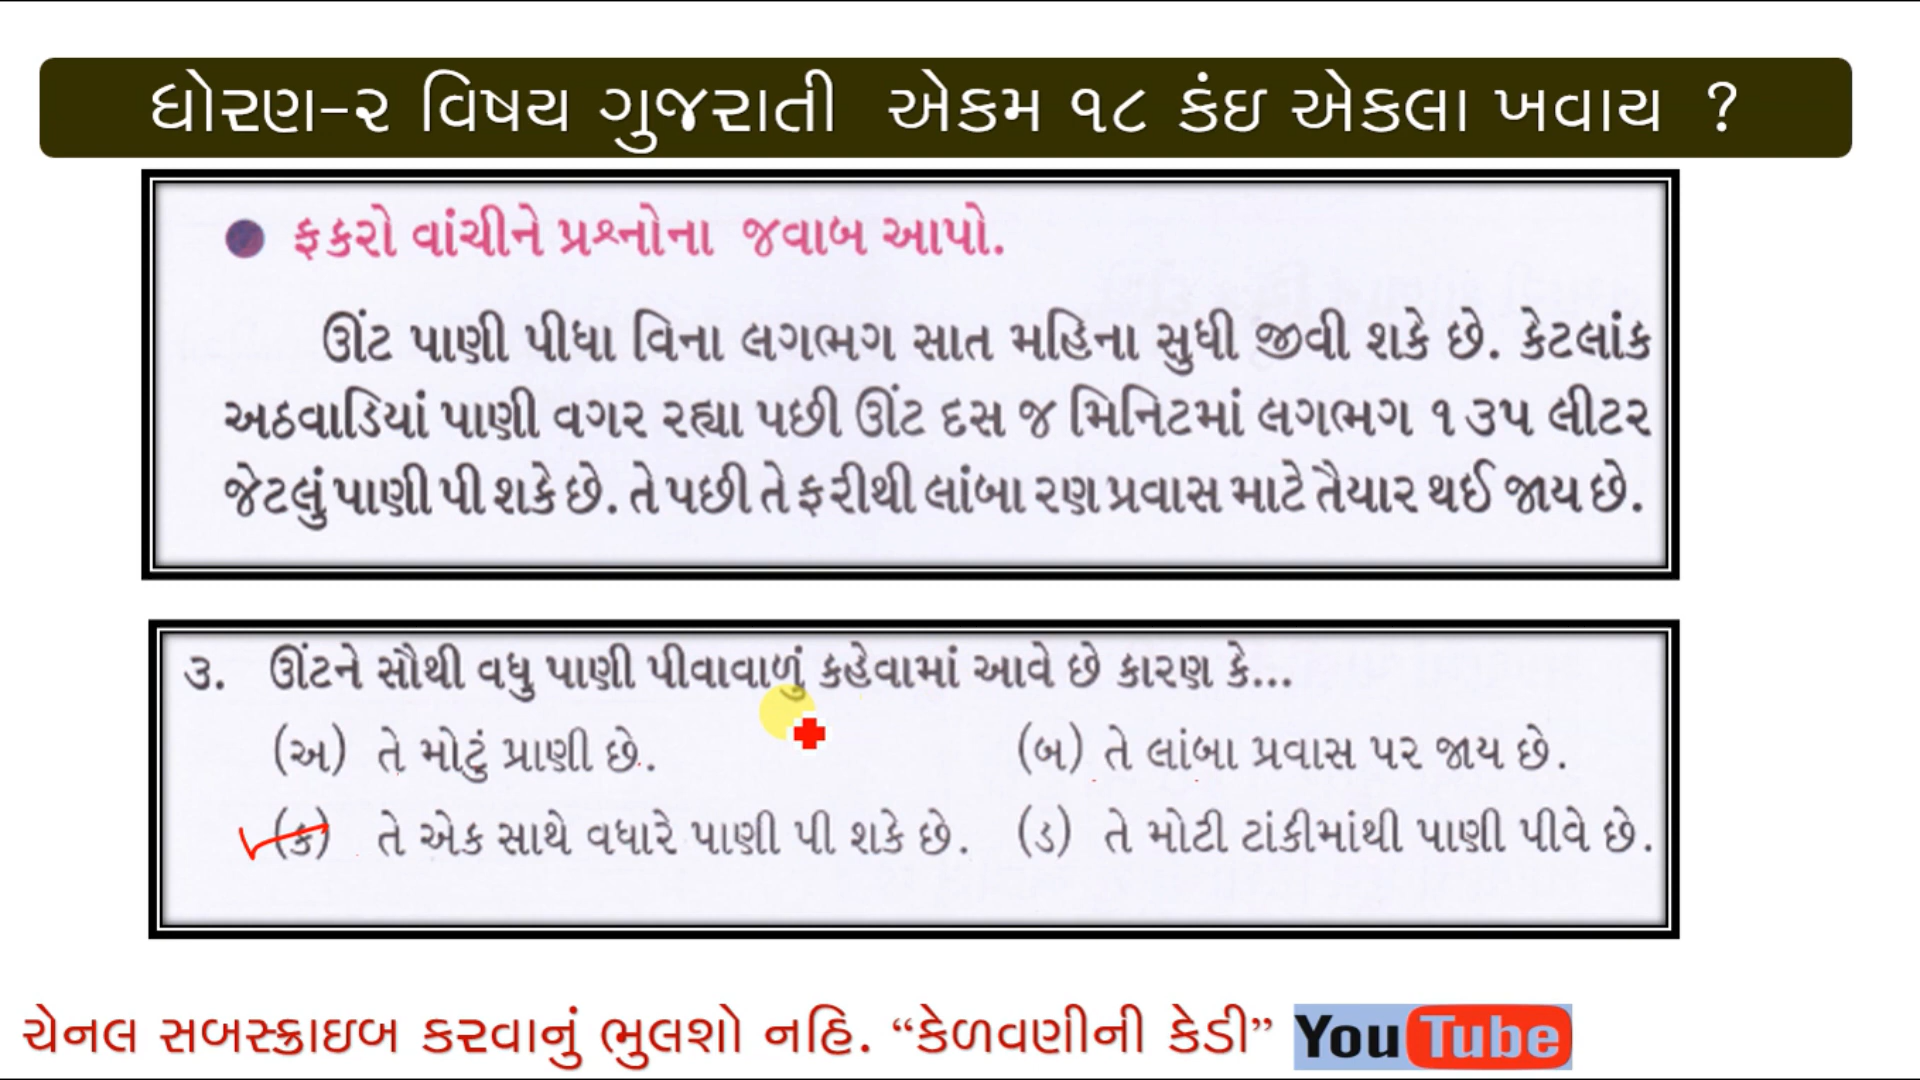 ધોરણ-૨ વિષય ગુજરાતી એકમ ૧૮ કંઇ એકલા ખવાય ?
ફકરો વાંચીને પ્રશ્નોના જવાબ આપો.
ઊંટ પાણી પીધા વિના લગભગ સાત મહિના સુધી જીવી શકે છે. કેટલાંક
અઠવાડિયાં પાણી વગર રહ્યા પછી ઊંટ દસ જ મિનિટમાં લગભગ ૧૩૫ લીટર
જેટલું પાણી પી શકે છે. તે પછી તે ફરીથી લાંબા રણ પ્રવાસ માટે તૈયાર થઈ જાય છે.
૩. ઊંટને સૌથી વધુ પાણી પીવાવાળું કહેવામાં આવે છે કારણ કે...
(અ) તે મોટું પ્રાણી છે. (બ) તે લાંબા પ્રવાસ પર જાય છે.
(ક) તે એક સાથે વધારે પાણી પી શકે છે. (ડ) તે મોટી ટાંકીમાંથી પાણી પીવે છે.
ચેનલ સબસ્ક્રાઇબ કરવાનું ભુલશો નહિ. “કેળવણીની કેડી” YouTube